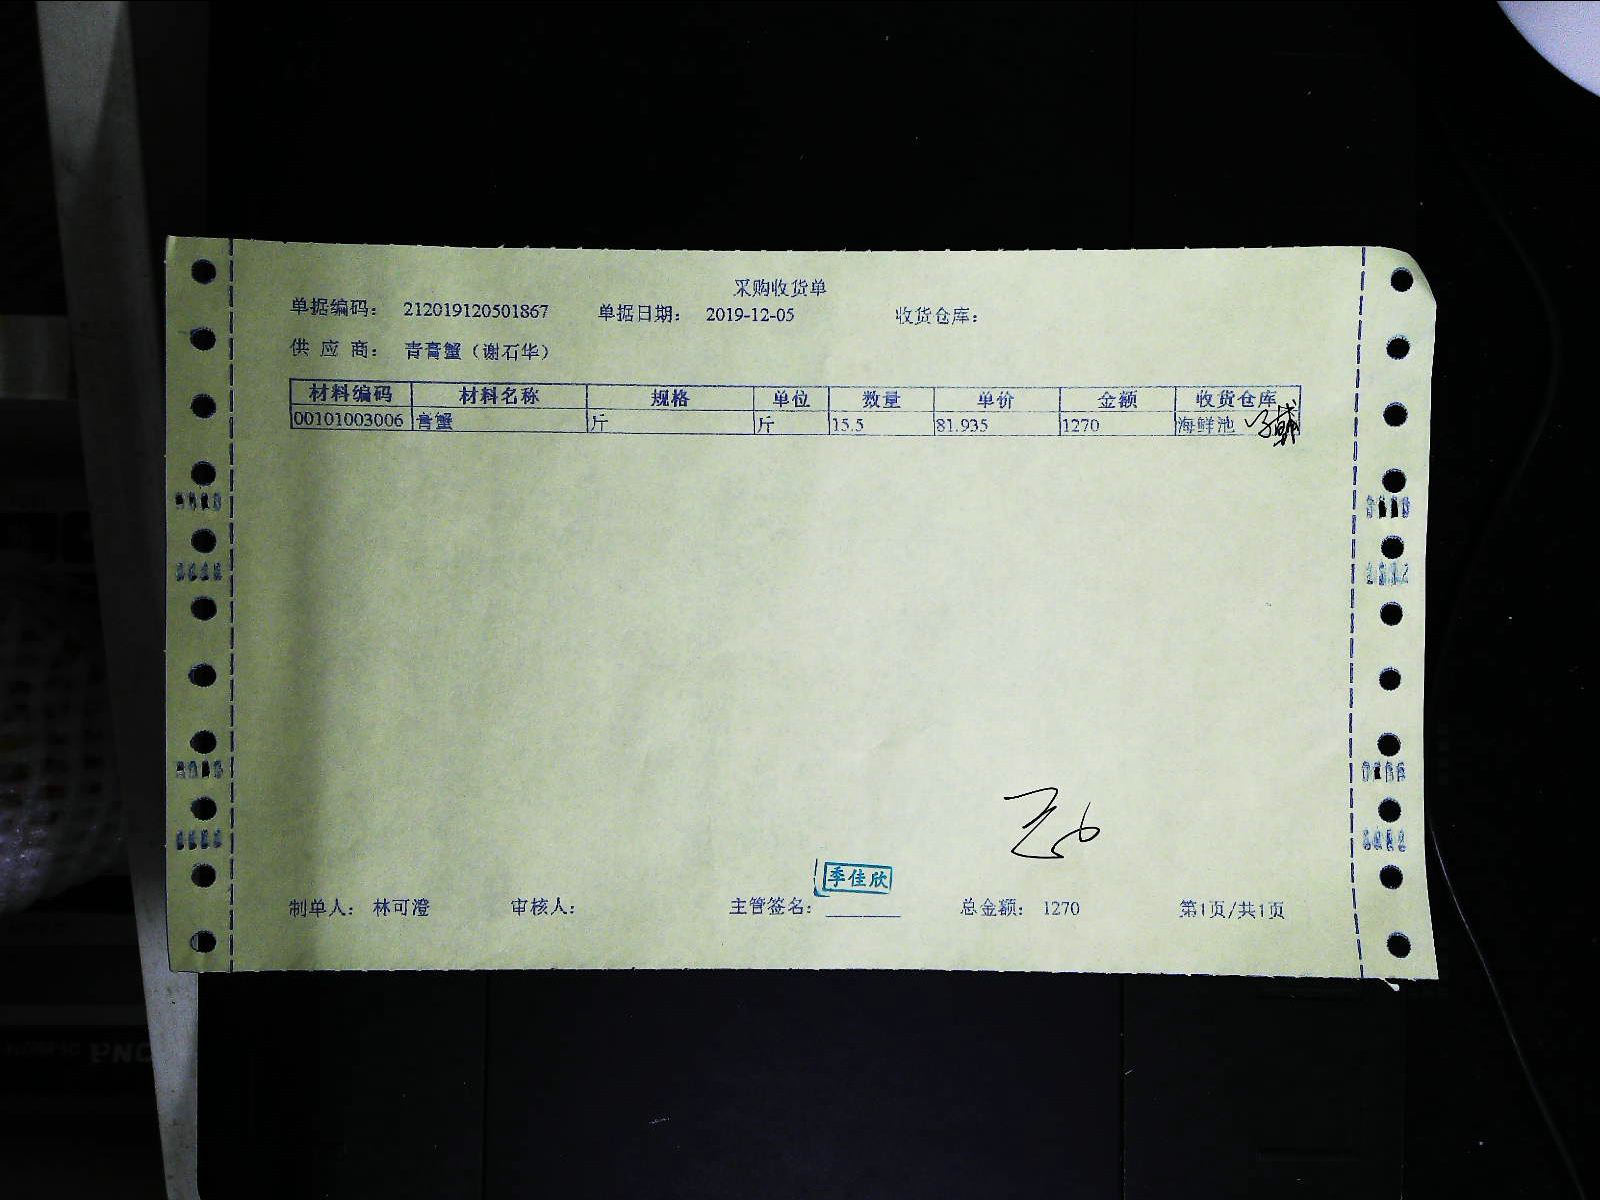 采购收货单
单据编码: 212019120501867 单据日期: 2019-12-05 收货仓库:
供 应 商: 青膏蟹（谢石华）
材料编码 材料名称 规格 单位 数量 单价 金额 收货仓库
00101003006 膏蟹 斤 斤 15.5 81.935 1270 海鲜池
季佳欣
制单人: 林可澄 审核人: 主管签名: 总金额: 1270 第1页/共1页